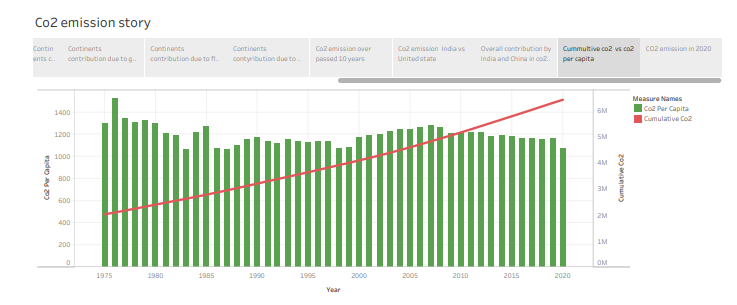 Co2 emission story
Contin
ents c..
Continents
contribution due to g..
Continents
contribution due to fl..
Continents
contyribution due to ..
Co2 emission over
passed 10 years
Co2 emission India vs
United state
Overall contribution by
India and China in co2..
Cummultive co2 vs co2
per capita
CO2 emission in 2020
Measure Names
Co2 Per Capita
Cumulative Co2
1400
1200
1000
800
600
400
200
0
Co2 Per Capita
6M
5M
4M
3M
2M
1M
0M
Cumulative Co2
1975
1980
1985
1990
1995
2000
2005
2010
2015
2020
Year